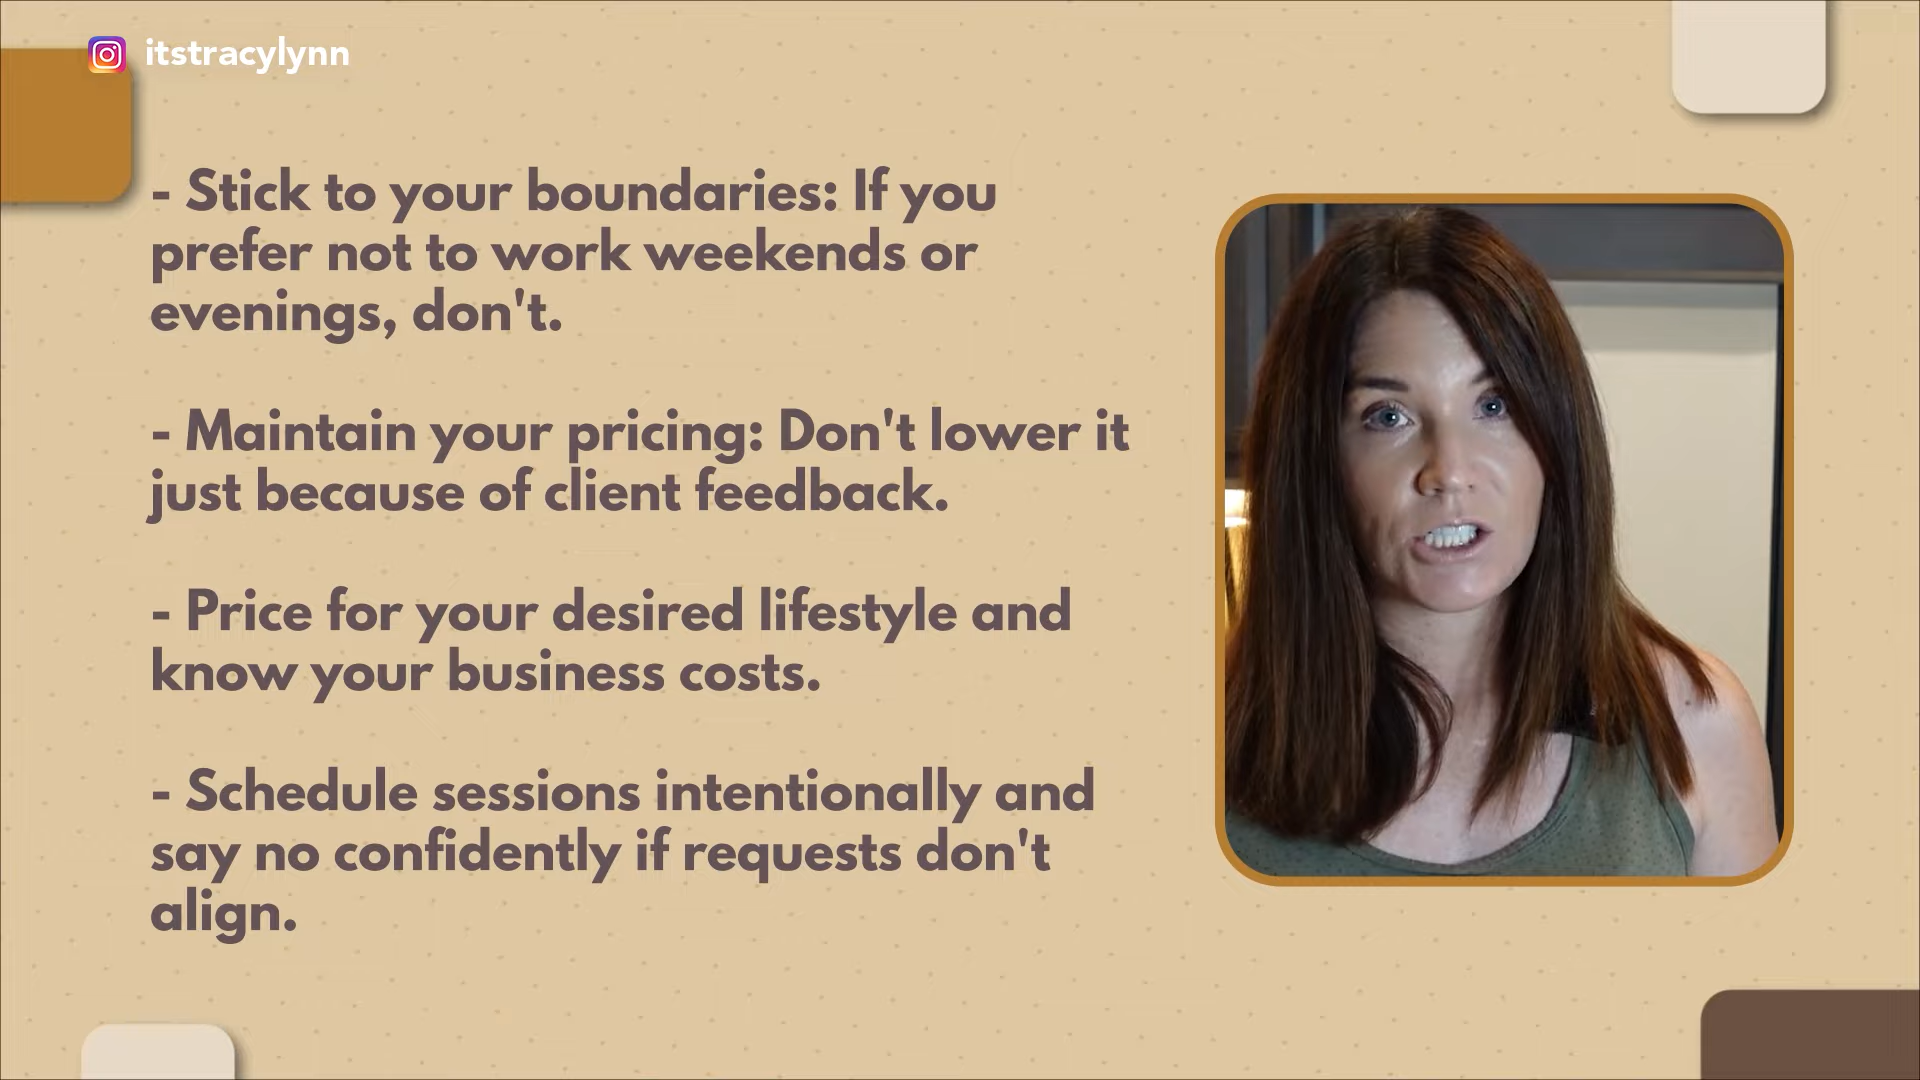 itstracylynn
- Stick to your boundaries: If you
prefer not to work weekends or
evenings, don't.
- Maintain your pricing: Don't lower it
just because of client feedback.
- Price for your desired lifestyle and
know your business costs.
- Schedule sessions intentionally and
say no confidently if requests don't
align.